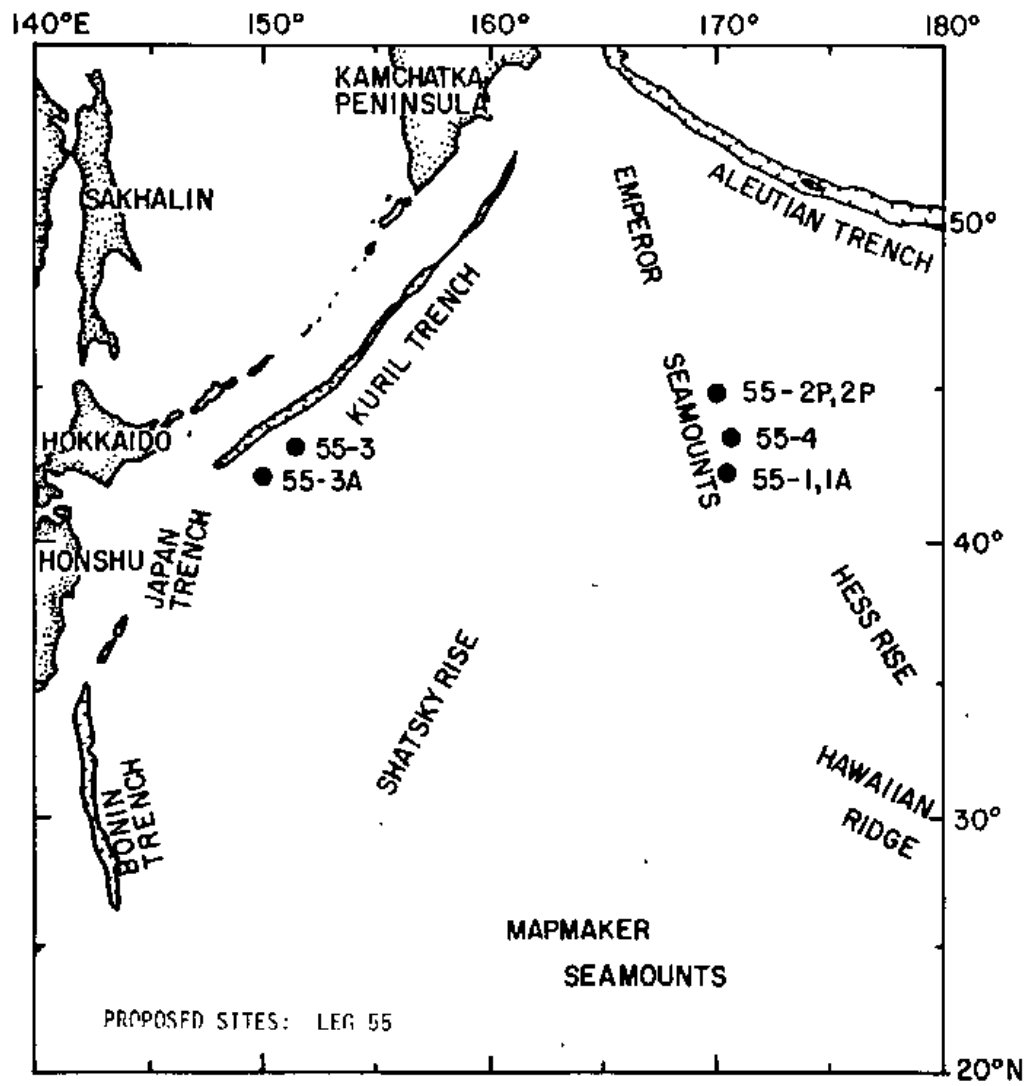 140°E 150° 160° 170° 180°
KAMCHATKA
PENINSULA
SAKHALIN
EMPEROR
SEAMOUNTS
ALEUTIAN TRENCH
50°
KURIL TRENCH
55-2P,2P
55-4
55-1,1A
HOKKAIDO
55-3
55-3A
HONSHU
JAPAN
TRENCH
40°
HESS RISE
SHATSKY RISE
BONIN
TRENCH
HAWAIIAN
RIDGE
30°
MAPMAKER
SEAMOUNTS
PROPOSED SITES: LEG 55
20°N